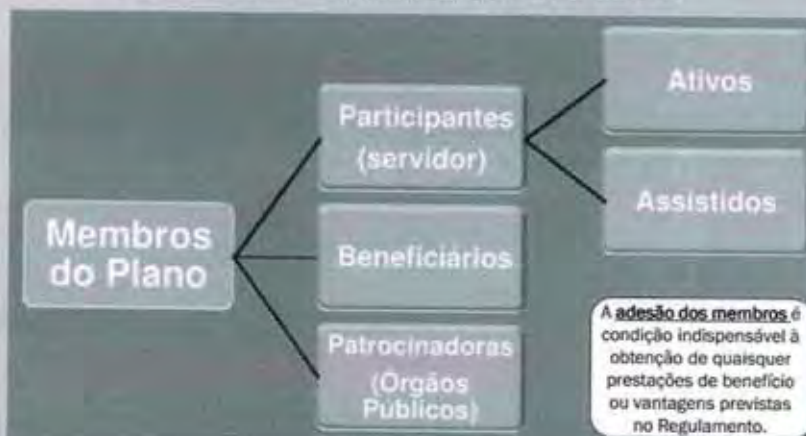 Ativos
Participantes
(servidor)
Assistidos
Membros
do Plano
Beneficiários
Patrocinadoras
(Órgãos
Públicos)
A adesão dos membros é
condição indispensável à
obtenção de quaisquer
prestações de benefício
ou vantagens previstas
no Regulamento.